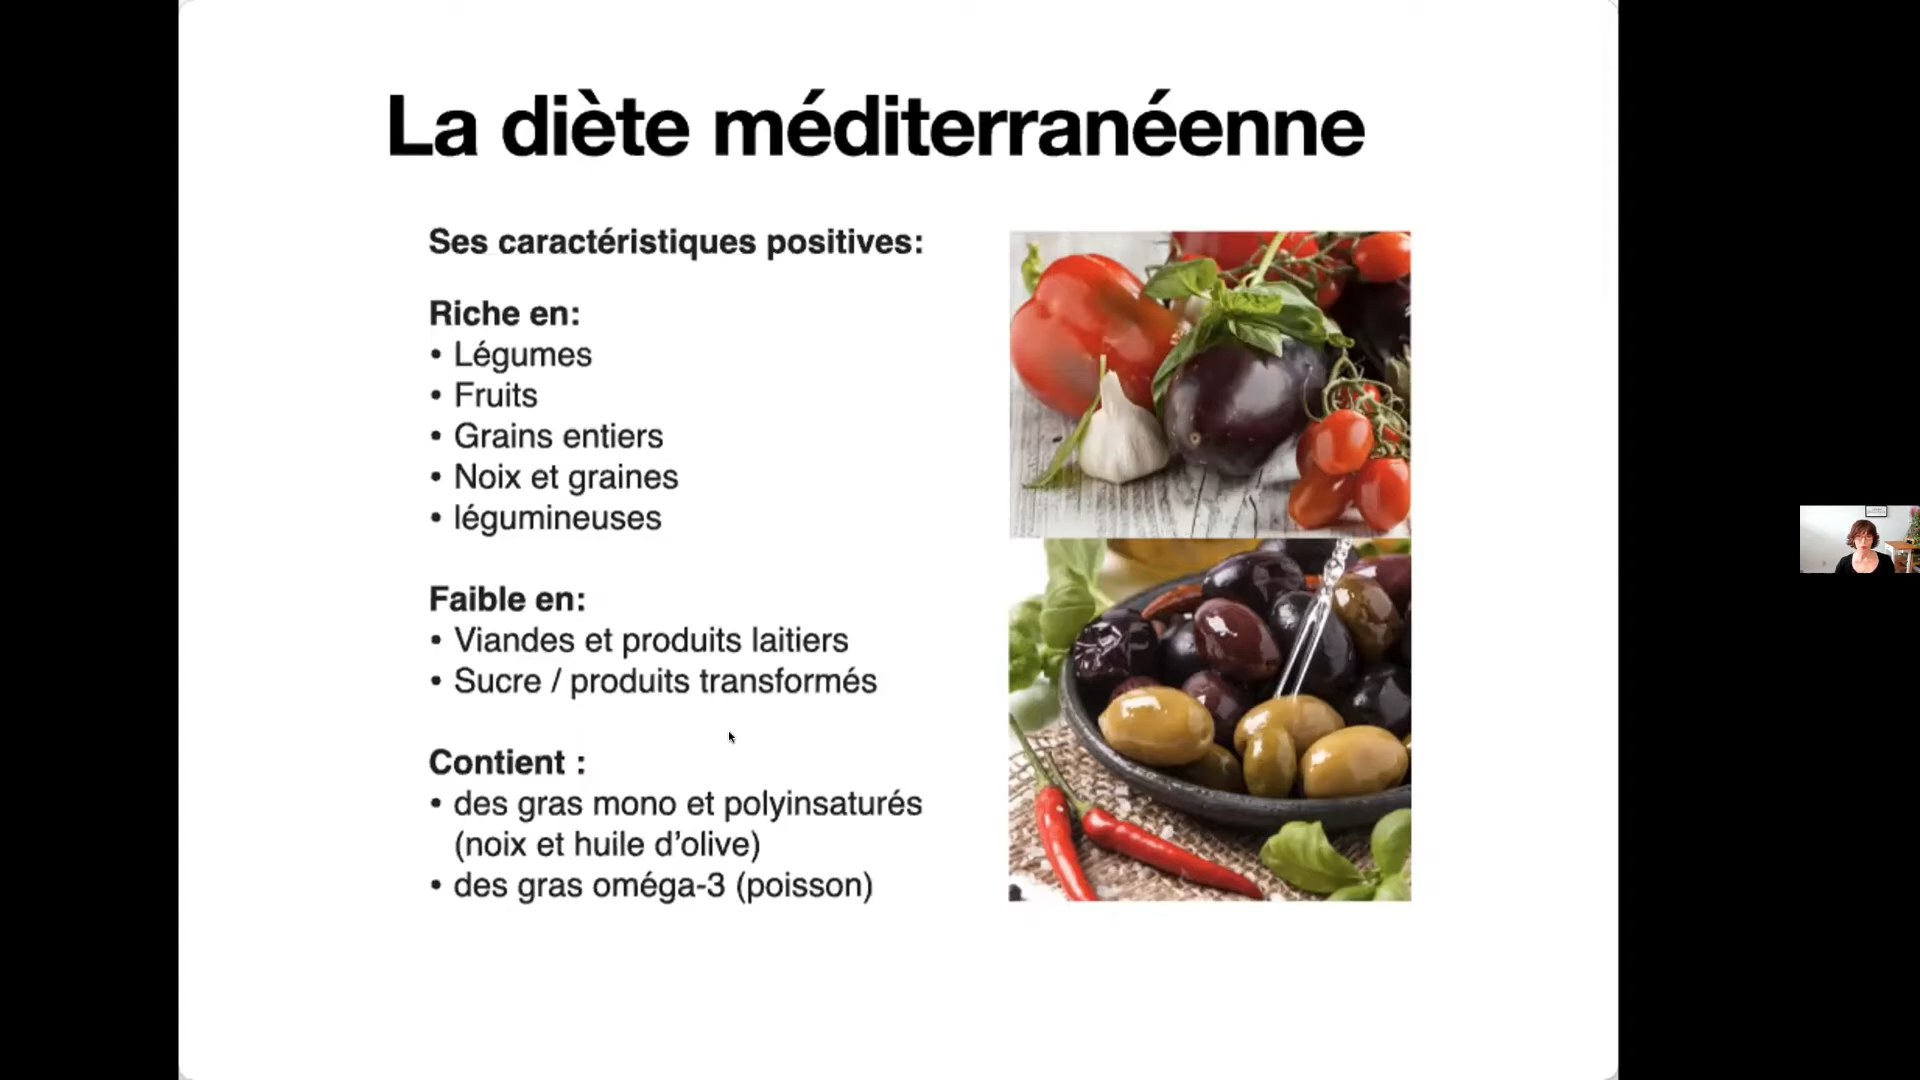 La diète méditerranéenne
Ses caractéristiques positives:
Riche en:
• Légumes
• Fruits
• Grains entiers
• Noix et graines
• légumineuses
Faible en:
• Viandes et produits laitiers
• Sucre / produits transformés
Contient :
• des gras mono et polyinsaturés
(noix et huile d’olive)
• des gras oméga-3 (poisson)